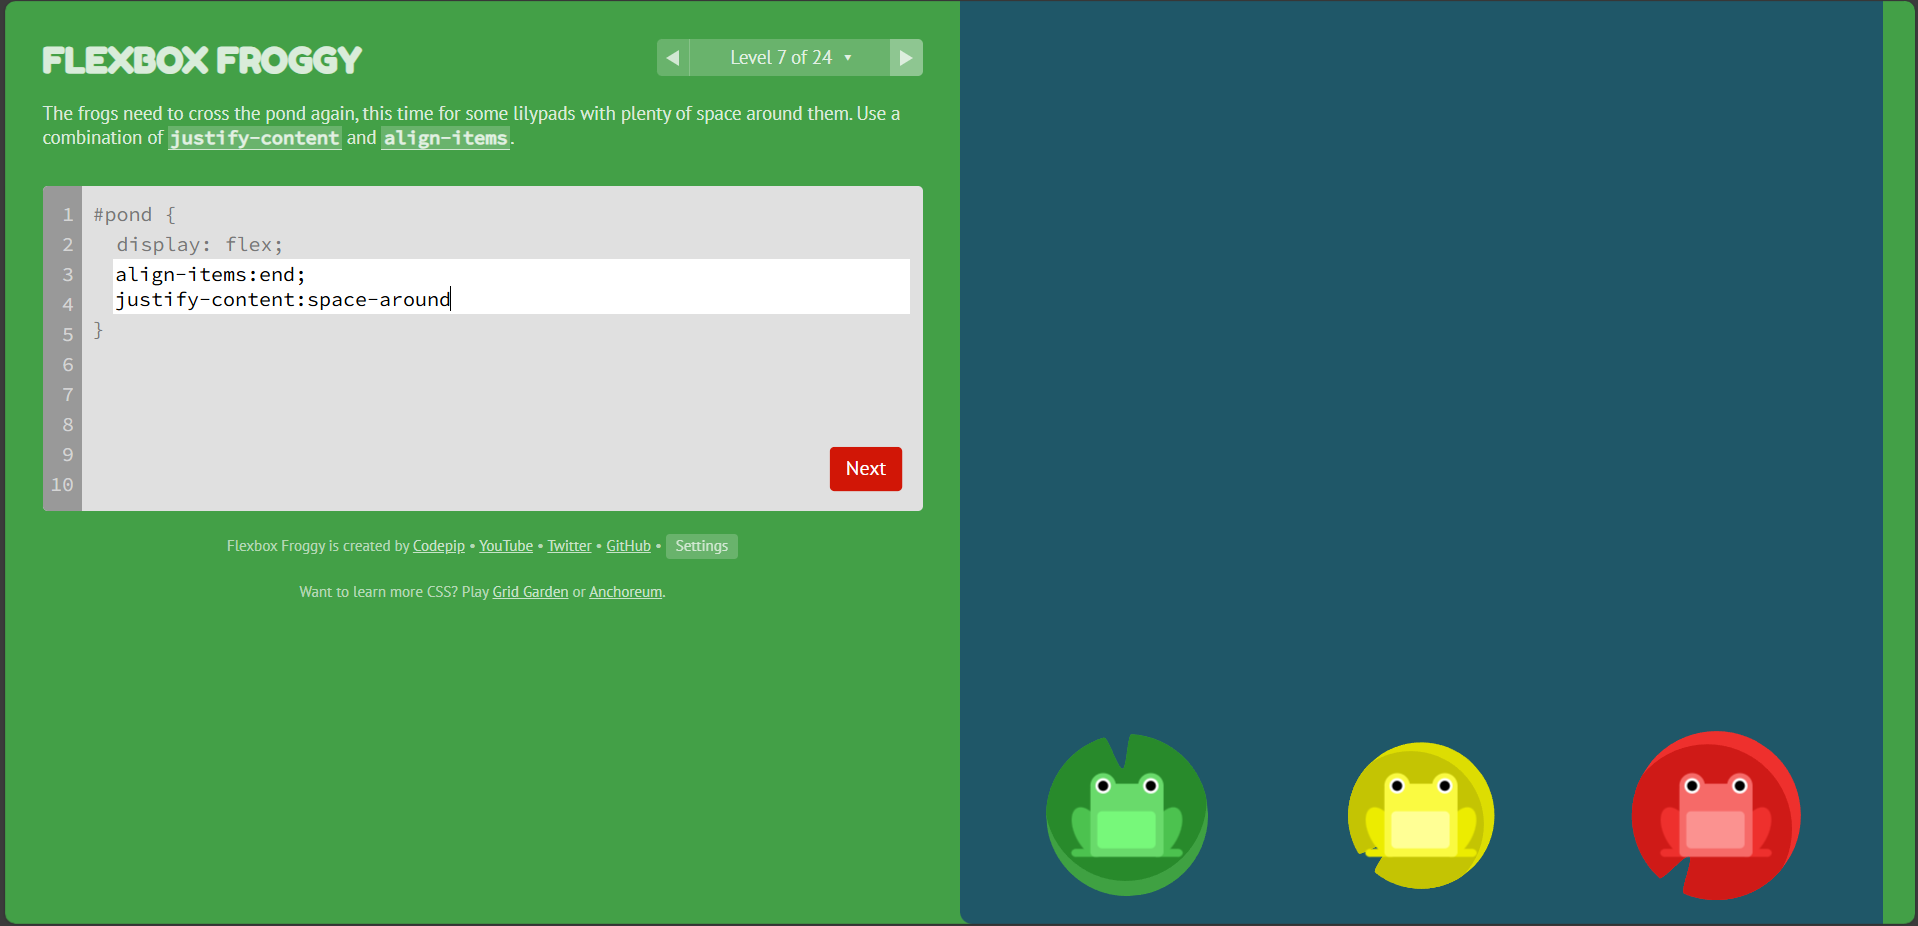 FLEXBOX FROGGY
◀ Level 7 of 24 ▼ ▶
The frogs need to cross the pond again, this time for some lilypads with plenty of space around them. Use a
combination of justify-content and align-items.
1 #pond {
2 display: flex;
3 align-items:end;
4 justify-content:space-around
5 }
6
7
8
9
10
Next
Flexbox Froggy is created by Codepip • YouTube • Twitter • GitHub • Settings
Want to learn more CSS? Play Grid Garden or Anchoreum.